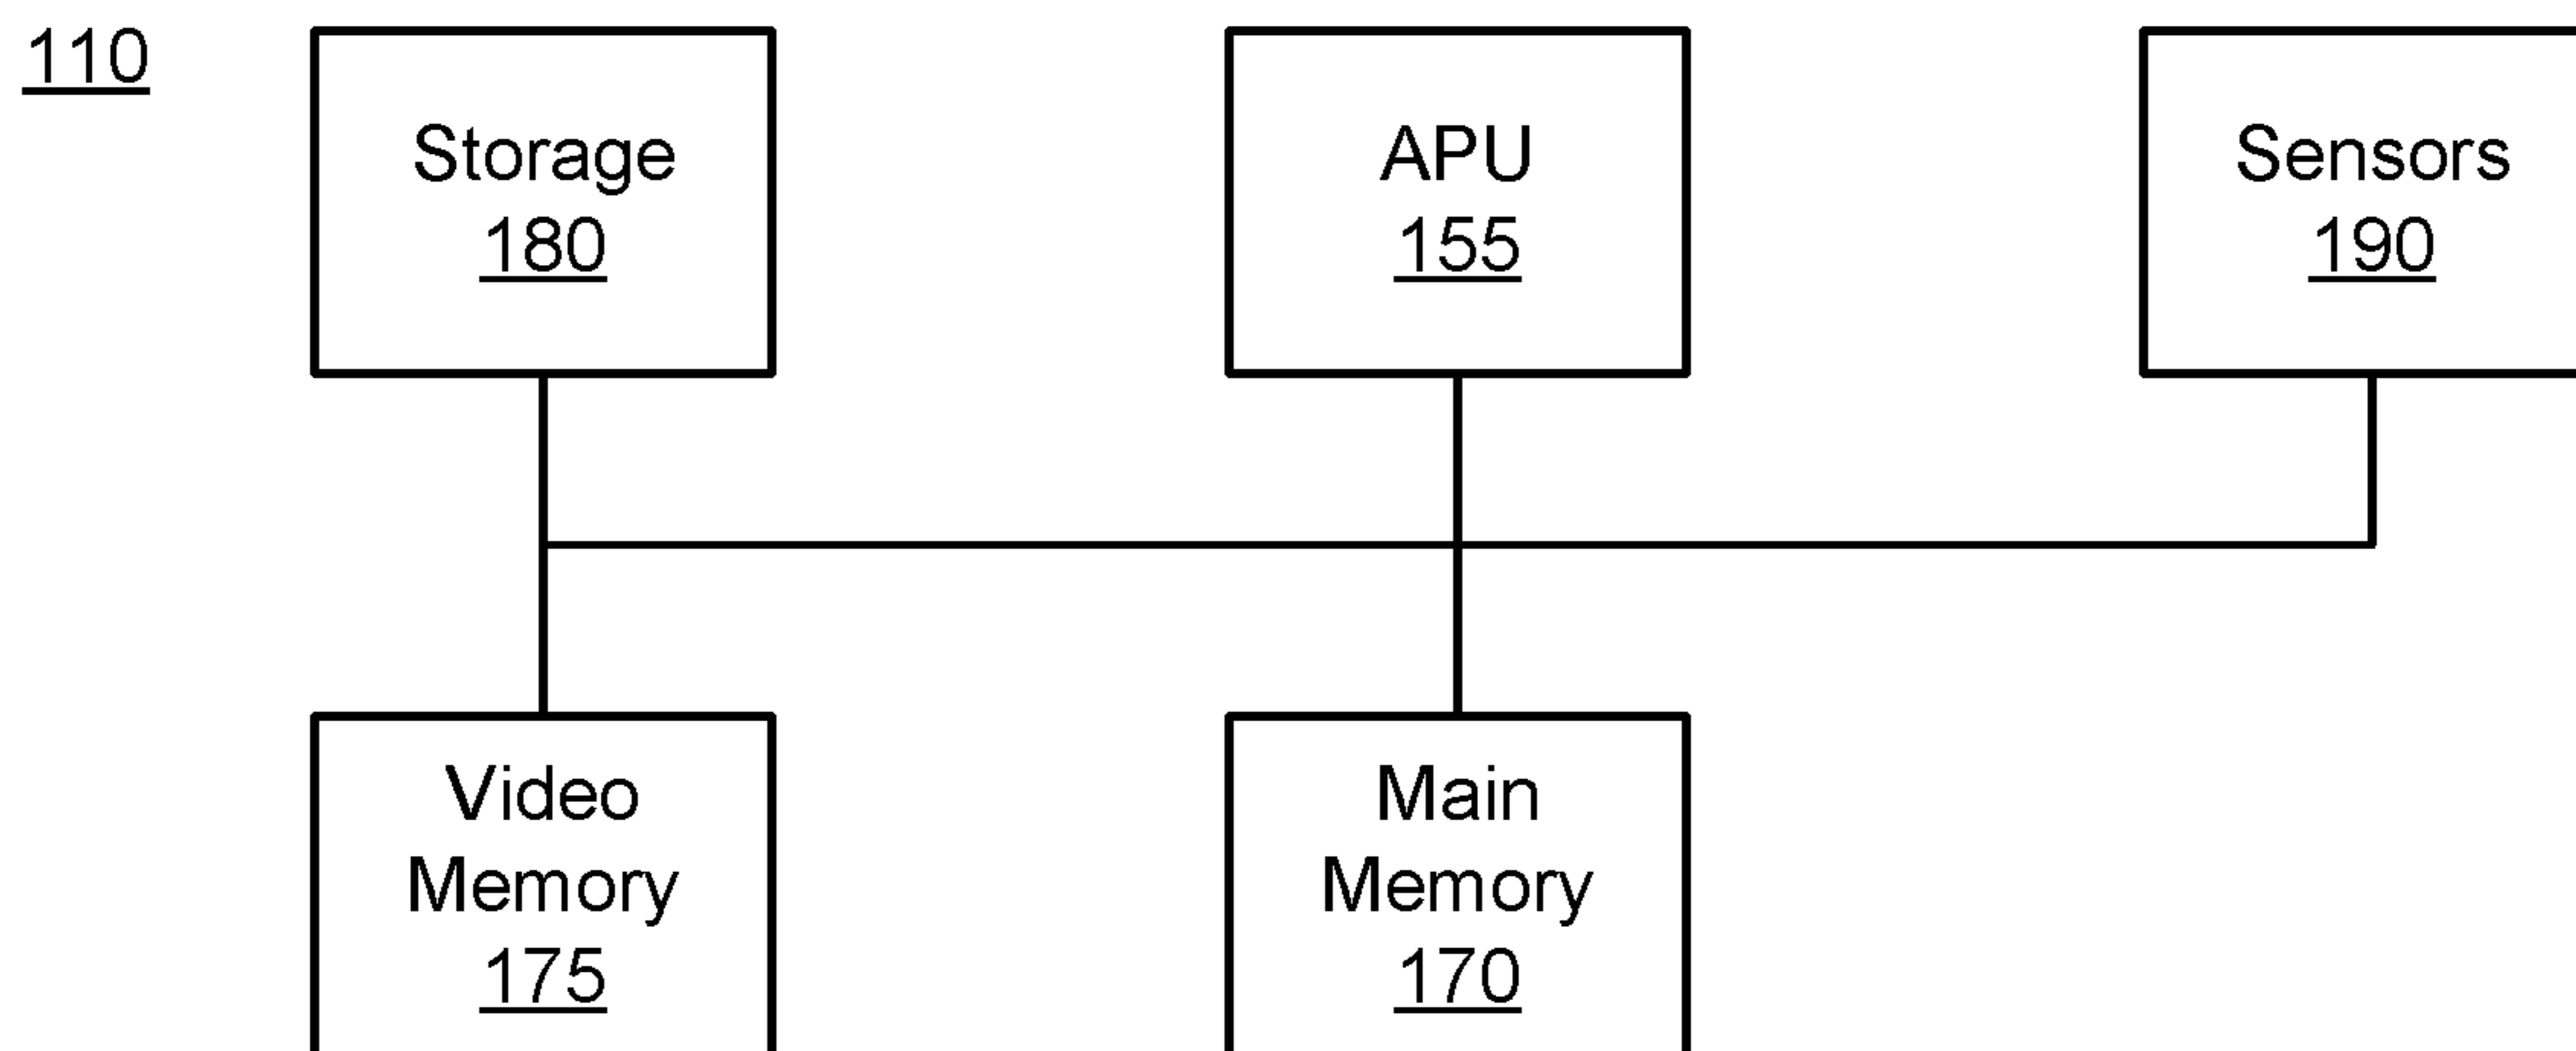 110
Storage
180
APU
155
Sensors
190
Video
Memory
175
Main
Memory
170